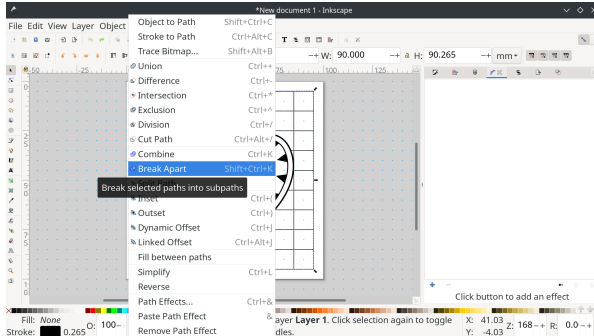 *New document 1 - Inkscape
File Edit View Layer Object
W: 90.000 H: 90.265 mm
50 75 100 125
Object to Path Shift+Ctrl+C
Stroke to Path Ctrl+Alt+C
Trace Bitmap... Shift+Alt+B
Union Ctrl++
Difference Ctrl+-
Intersection Ctrl+*
Exclusion Ctrl+^
Division Ctrl+/
Cut Path Ctrl+Alt+/
Combine Ctrl+K
Break Apart Shift+Ctrl+K
Break selected paths into subpaths
Inset Ctrl+(
Outset Ctrl+)
Dynamic Offset Ctrl+J
Linked Offset Ctrl+Alt+J
Fill between paths
Simplify Ctrl+L
Reverse
Path Effects... Ctrl+&
Paste Path Effect &
Remove Path Effect
Click button to add an effect
Fill: None
Stroke: 0.265 O: 100
ayer Layer 1. Click selection again to toggle
dles.
X: 41.03
Y: -4.03
Z: 168 R: 0.0